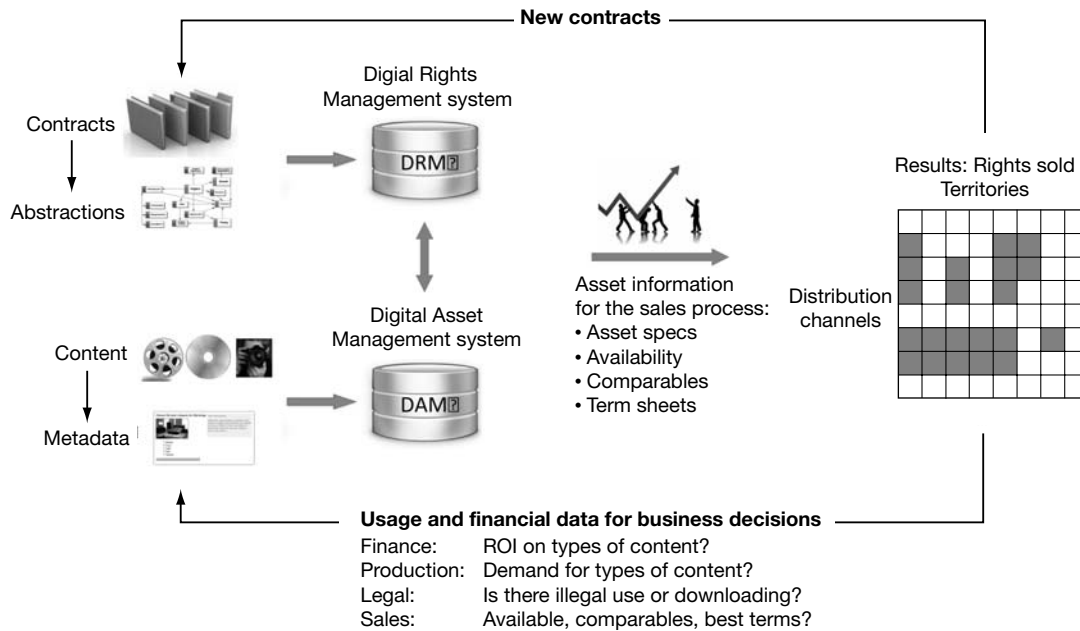 New contracts
Digial Rights
Management system
Contracts
DRM
Abstractions
Results: Rights sold
Territories
Asset information
for the sales process:
• Asset specs
• Availability
• Comparables
• Term sheets
Distribution
channels
Digital Asset
Management system
Content
DAM
Metadata
Usage and financial data for business decisions
Finance: ROI on types of content?
Production: Demand for types of content?
Legal: Is there illegal use or downloading?
Sales: Available, comparables, best terms?